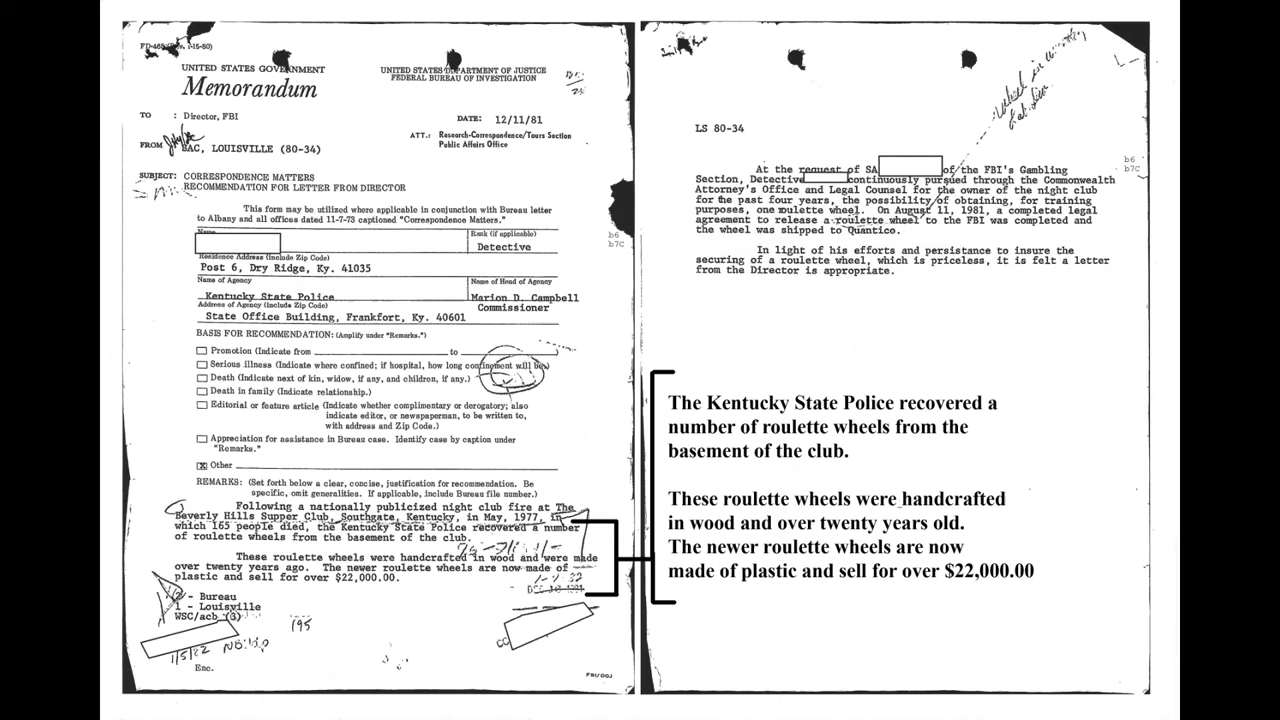 FD-468 (Rev. 7-15-80)
UNITED STATES GOVERNMENT
Memorandum
UNITED STATES DEPARTMENT OF JUSTICE
FEDERAL BUREAU OF INVESTIGATION
TO : Director, FBI
DATE: 12/11/81
FROM SAC, LOUISVILLE (80-34)
ATT.: Research-Correspondence/Tours Section
Public Affairs Office
SUBJECT: CORRESPONDENCE MATTERS
RECOMMENDATION FOR LETTER FROM DIRECTOR
This form may be utilized where applicable in conjunction with Bureau letter
to Albany and all offices dated 11-7-73 captioned "Correspondence Matters."
Name
Rank (if applicable)
Detective
b6
b7C
Residence Address (Include Zip Code)
Post 6, Dry Ridge, Ky. 41035
Name of Agency
Name of Head of Agency
Kentucky State Police
Marion D. Campbell
Commissioner
Address of Agency (Include Zip Code)
State Office Building, Frankfort, Ky. 40601
BASIS FOR RECOMMENDATION: (Amplify under "Remarks.")
Promotion (Indicate from to )
Serious illness (Indicate where confined; if hospital, how long confinement will be.)
Death (Indicate next of kin, widow, if any, and children, if any.)
Death in family (Indicate relationship.)
Editorial or feature article (Indicate whether complimentary or derogatory; also
indicate editor, or newspaperman, to be written to,
with address and Zip Code.)
Appreciation for assistance in Bureau case. Identify case by caption under
"Remarks."
X Other
REMARKS: (Set forth below a clear, concise, justification for recommendation. Be
specific, omit generalities. If applicable, include Bureau file number.)
Following a nationally publicized night club fire at The
Beverly Hills Supper Club, Southgate, Kentucky, in May, 1977, in
which 165 people died, the Kentucky State Police recovered a number
of roulette wheels from the basement of the club.
These roulette wheels were handcrafted in wood and were made
over twenty years ago. The newer roulette wheels are now made of
plastic and sell for over $22,000.00.
2 - Bureau
1 - Louisville
WSC/acb (3)
195
Enc.
FBI/DOJ
LS 80-34
At the request of SA of the FBI's Gambling
Section, Detective continuously pursued through the Commonwealth
Attorney's Office and Legal Counsel for the owner of the night club
for the past four years, the possibility of obtaining, for training
purposes, one roulette wheel. On August 11, 1981, a completed legal
agreement to release a roulette wheel to the FBI was completed and
the wheel was shipped to Quantico.
b6
b7C
In light of his efforts and persistance to insure the
securing of a roulette wheel, which is priceless, it is felt a letter
from the Director is appropriate.
The Kentucky State Police recovered a
number of roulette wheels from the
basement of the club.
These roulette wheels were handcrafted
in wood and over twenty years old.
The newer roulette wheels are now
made of plastic and sell for over $22,000.00